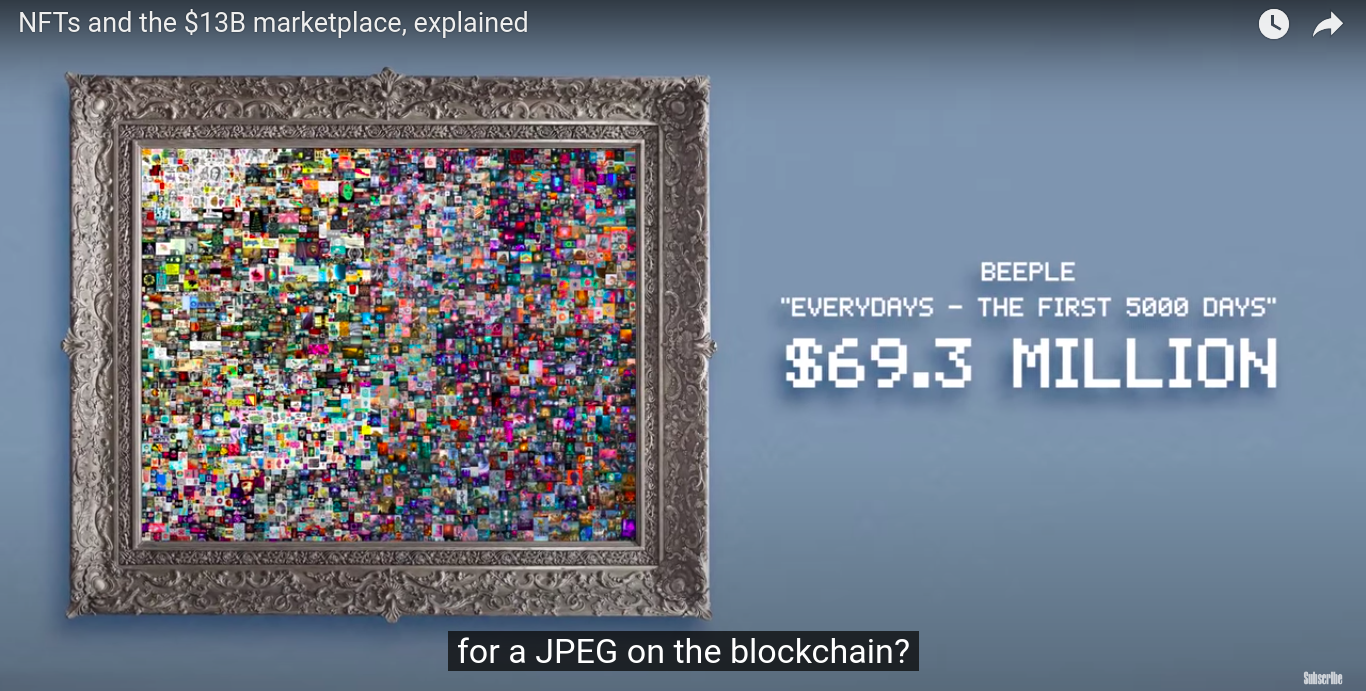 NFTs and the $13B marketplace, explained
BEEPLE
"EVERYDAYS – THE FIRST 5000 DAYS"
$69.3 MILLION
for a JPEG on the blockchain?
Subscribe